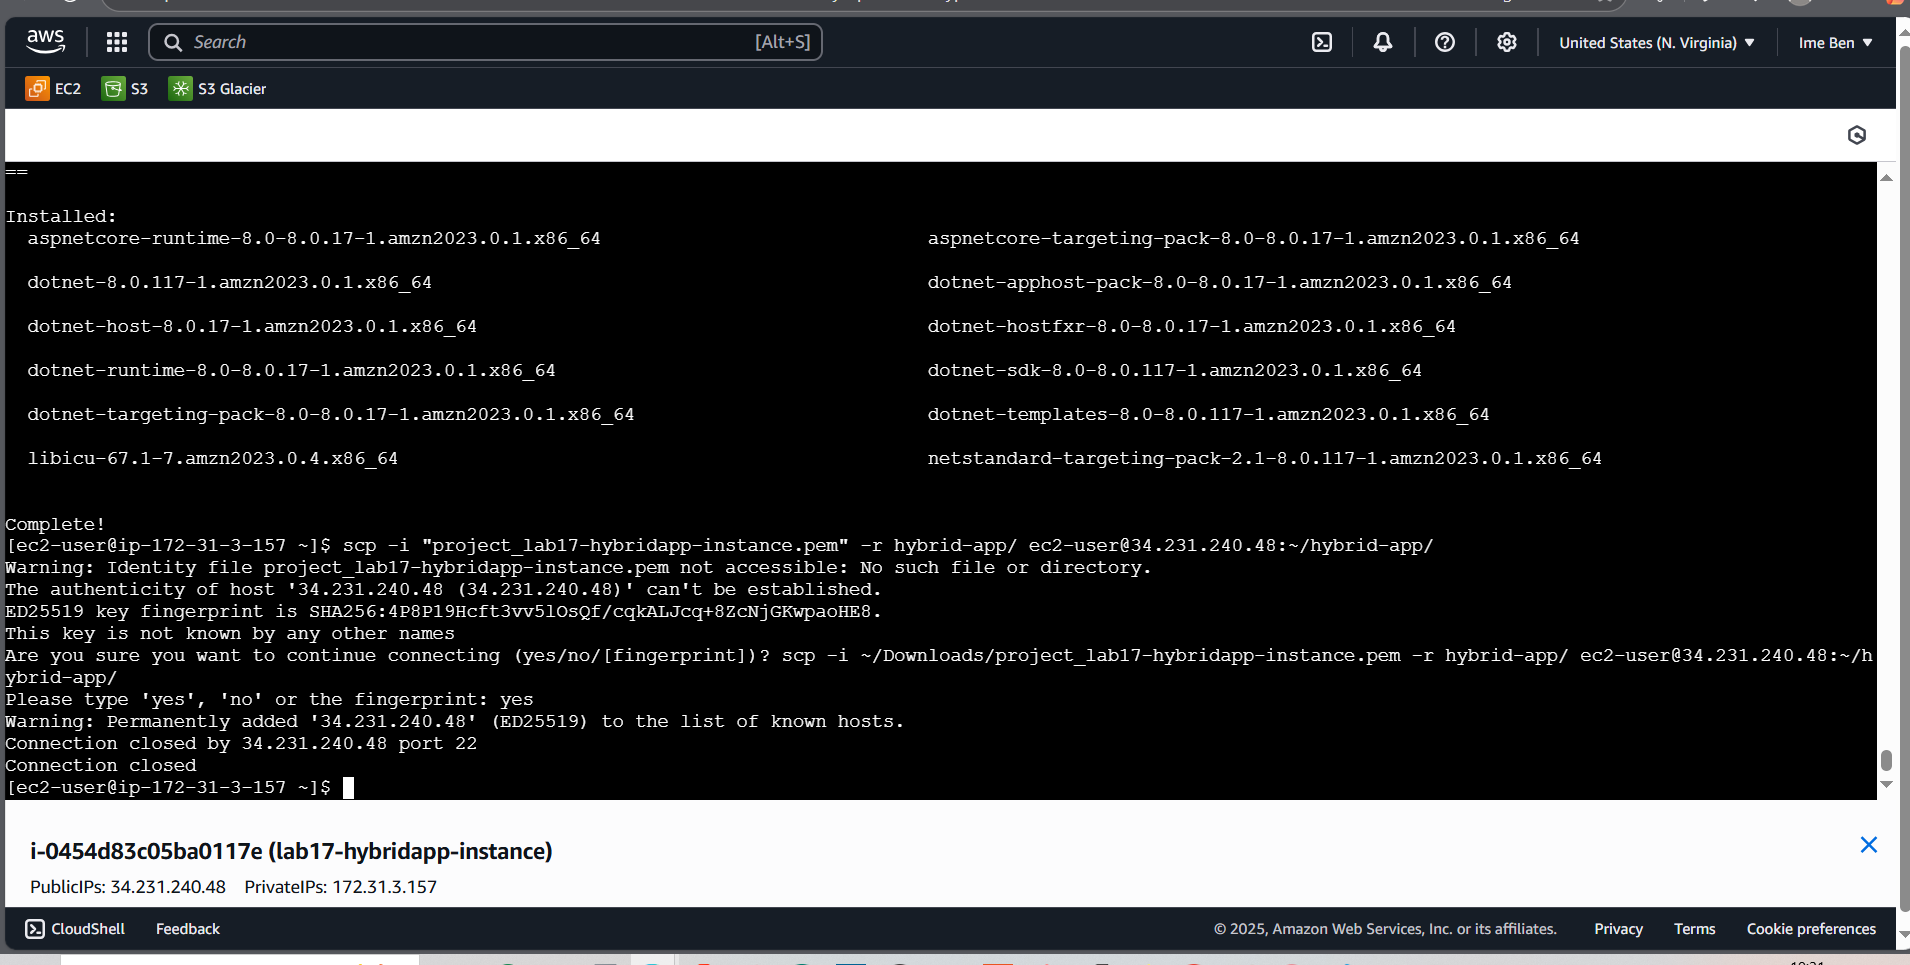 aws
Search
[Alt+S]
United States (N. Virginia)
Ime Ben
EC2
S3
S3 Glacier
==
Installed:
aspnetcore-runtime-8.0-8.0.17-1.amzn2023.0.1.x86_64 aspnetcore-targeting-pack-8.0-8.0.17-1.amzn2023.0.1.x86_64
dotnet-8.0.117-1.amzn2023.0.1.x86_64 dotnet-apphost-pack-8.0-8.0.17-1.amzn2023.0.1.x86_64
dotnet-host-8.0.17-1.amzn2023.0.1.x86_64 dotnet-hostfxr-8.0-8.0.17-1.amzn2023.0.1.x86_64
dotnet-runtime-8.0-8.0.17-1.amzn2023.0.1.x86_64 dotnet-sdk-8.0-8.0.117-1.amzn2023.0.1.x86_64
dotnet-targeting-pack-8.0-8.0.17-1.amzn2023.0.1.x86_64 dotnet-templates-8.0-8.0.117-1.amzn2023.0.1.x86_64
libicu-67.1-7.amzn2023.0.4.x86_64 netstandard-targeting-pack-2.1-8.0.117-1.amzn2023.0.1.x86_64
Complete!
[ec2-user@ip-172-31-3-157 ~]$ scp -i "project_lab17-hybridapp-instance.pem" -r hybrid-app/ ec2-user@34.231.240.48:~/hybrid-app/
Warning: Identity file project_lab17-hybridapp-instance.pem not accessible: No such file or directory.
The authenticity of host '34.231.240.48 (34.231.240.48)' can't be established.
ED25519 key fingerprint is SHA256:4P8P19Hcft3vv5lOsQf/cqkALJcq+8ZcNjGKwpaoHE8.
This key is not known by any other names
Are you sure you want to continue connecting (yes/no/[fingerprint])? scp -i ~/Downloads/project_lab17-hybridapp-instance.pem -r hybrid-app/ ec2-user@34.231.240.48:~/h
ybrid-app/
Please type 'yes', 'no' or the fingerprint: yes
Warning: Permanently added '34.231.240.48' (ED25519) to the list of known hosts.
Connection closed by 34.231.240.48 port 22
Connection closed
[ec2-user@ip-172-31-3-157 ~]$
i-0454d83c05ba0117e (lab17-hybridapp-instance)
PublicIPs: 34.231.240.48 PrivateIPs: 172.31.3.157
CloudShell
Feedback
© 2025, Amazon Web Services, Inc. or its affiliates.
Privacy
Terms
Cookie preferences